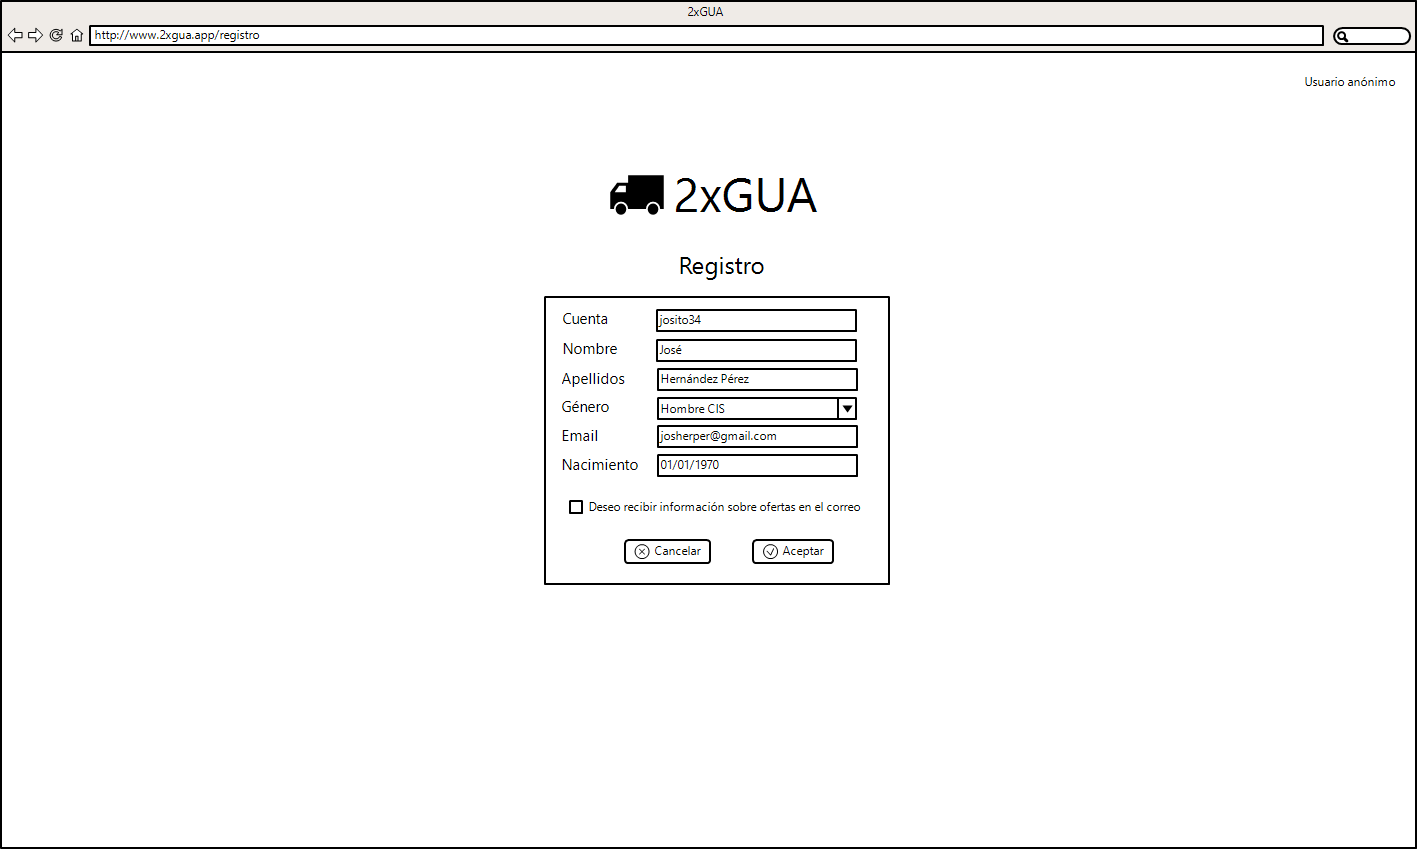 2xGUA
http://www.2xgua.app/registro
Usuario anónimo
2xGUA
Registro
Cuenta josito34
Nombre José
Apellidos Hernández Pérez
Género Hombre CIS
Email josherper@gmail.com
Nacimiento 01/01/1970
Deseo recibir información sobre ofertas en el correo
Cancelar Aceptar